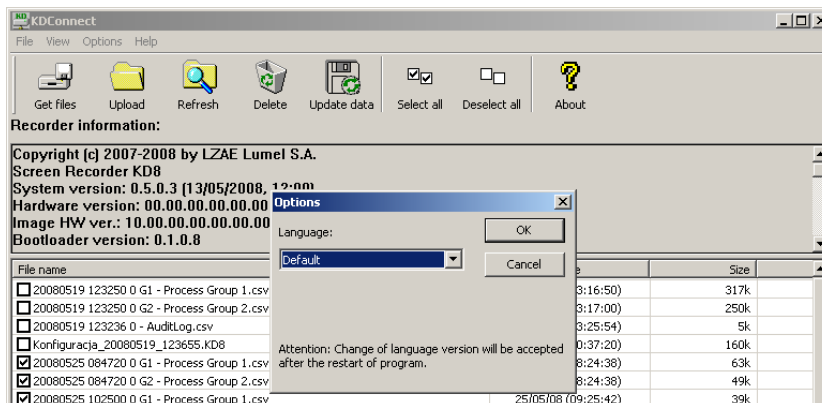 KDConnect
File View Options Help
Get files Upload Refresh Delete Update data Select all Deselect all About
Recorder information:
Copyright (c) 2007-2008 by LZAE Lumel S.A.
Screen Recorder KD8
System version: 0.5.0.3 (13/05/2008, 12:00)
Hardware version: 00.00.00.00.00.00
Image HW ver.: 10.00.00.00.00.00
Bootloader version: 0.1.0.8
Options
Language:
OK
Default
Cancel
Attention: Change of language version will be accepted
after the restart of program.
File name Size
20080519 123250 0 G1 - Process Group 1.csv 3:16:50) 317k
20080519 123250 0 G2 - Process Group 2.csv 3:17:00) 250k
20080519 123236 0 - AuditLog.csv 3:25:54) 5k
Konfiguracja_20080519_123655.KD8 0:37:20) 160k
20080525 084720 0 G1 - Process Group 1.csv 8:24:38) 63k
20080525 084720 0 G2 - Process Group 2.csv 8:24:38) 49k
20080525 102500 0 G1 - Process Group 1.csv 25/05/08 (09:25:42) 39k